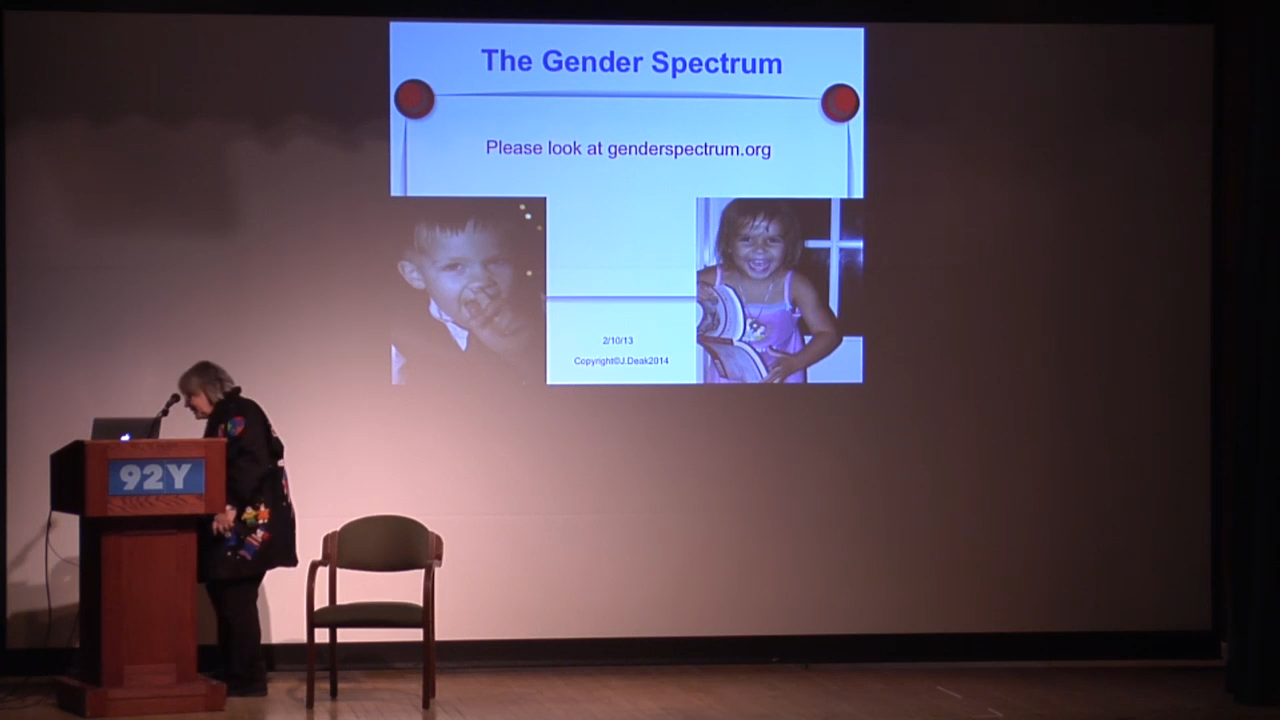 The Gender Spectrum
Please look at genderspectrum.org
2/10/13
Copyright©J.Deak2014
92Y